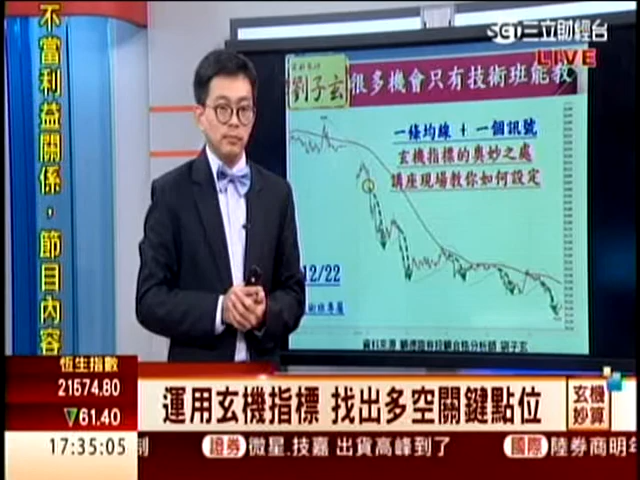 不當利益關係，節目內容
SET三立財經台
LIVE
劉子玄
很多機會只有技術班能教
一條均線 + 一個訊號
玄機指標的奧妙之處
講座現場教你如何設定
12/22
恆生指數
21574.80
▼61.40
17:35:05
運用玄機指標 找出多空關鍵點位
玄機
妙算
證券 微星.技嘉 出貨高峰到了
國際 陸券商明年